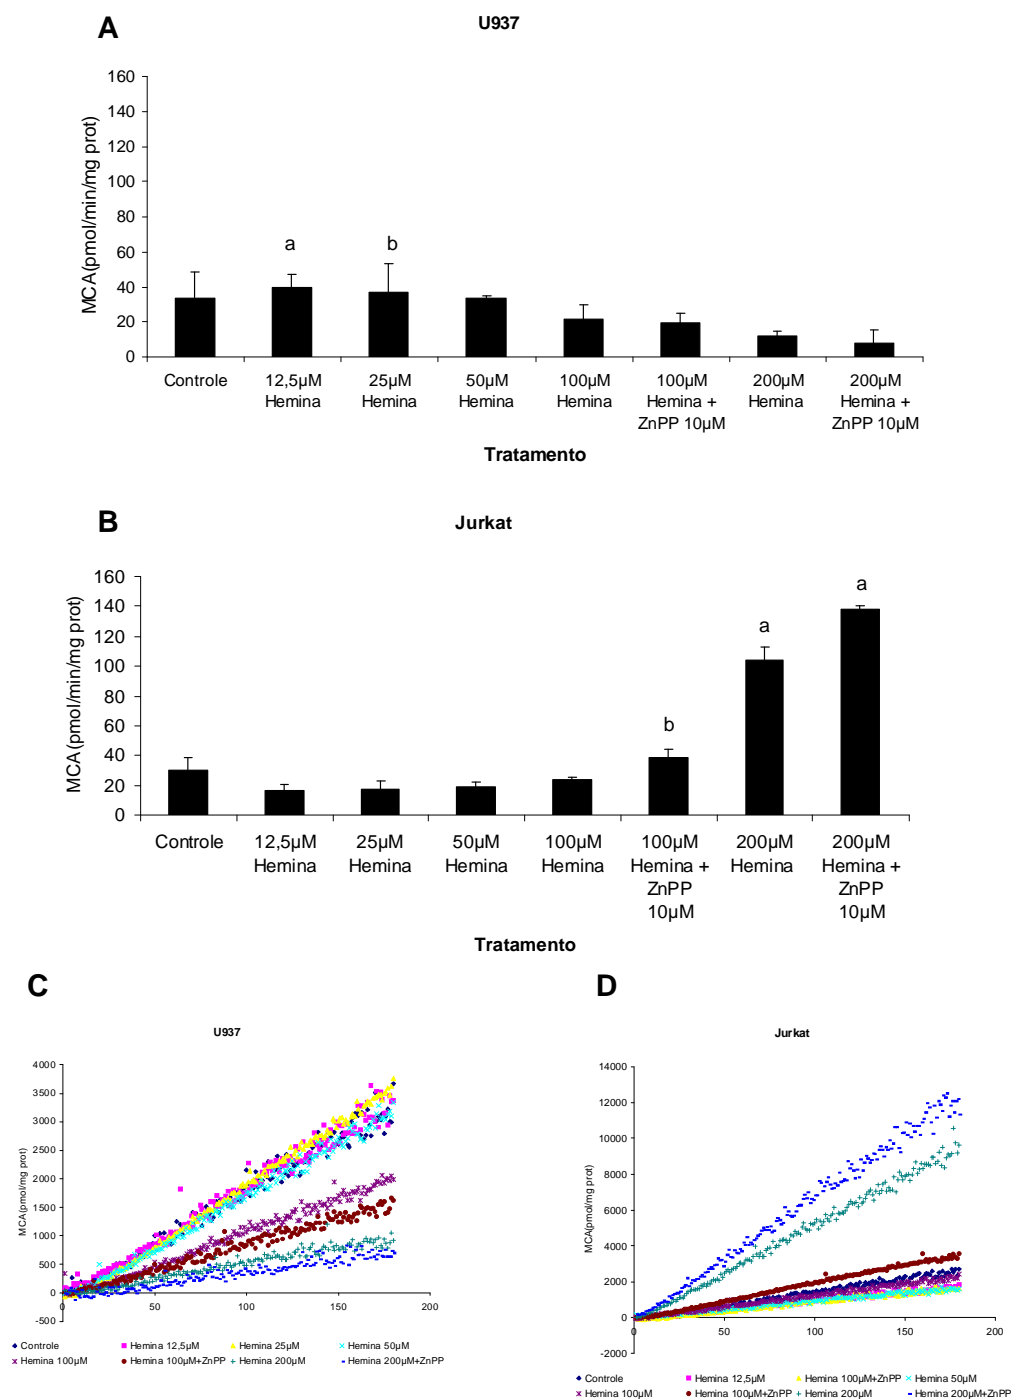 A
U937
MCA(pmol/min/mg prot)
160
140
120
100
80
60
40
20
0
a
b
Controle
12,5µM Hemina
25µM Hemina
50µM Hemina
100µM Hemina
100µM Hemina + ZnPP 10µM
200µM Hemina
200µM Hemina + ZnPP 10µM
Tratamento
B
Jurkat
MCA(pmol/min/mg prot)
160
140
120
100
80
60
40
20
0
b
a
a
Controle
12,5µM Hemina
25µM Hemina
50µM Hemina
100µM Hemina
100µM Hemina + ZnPP 10µM
200µM Hemina
200µM Hemina + ZnPP 10µM
Tratamento
C
U937
MCA(pmol/mg prot)
4000
3500
3000
2500
2000
1500
1000
500
0
-500
0 50 100 150 200
Controle Hemina 12,5µM Hemina 25µM Hemina 50µM
Hemina 100µM Hemina 100µM+ZnPP Hemina 200µM Hemina 200µM+ZnPP
D
Jurkat
MCA(pmol/mg prot)
14000
12000
10000
8000
6000
4000
2000
0
-2000
0 50 100 150 200
Controle Hemina 12,5µM Hemina 100µM+ZnPP Hemina 50µM
Hemina 100µM Hemina 100µM+ZnPP Hemina 200µM Hemina 200µM+ZnPP